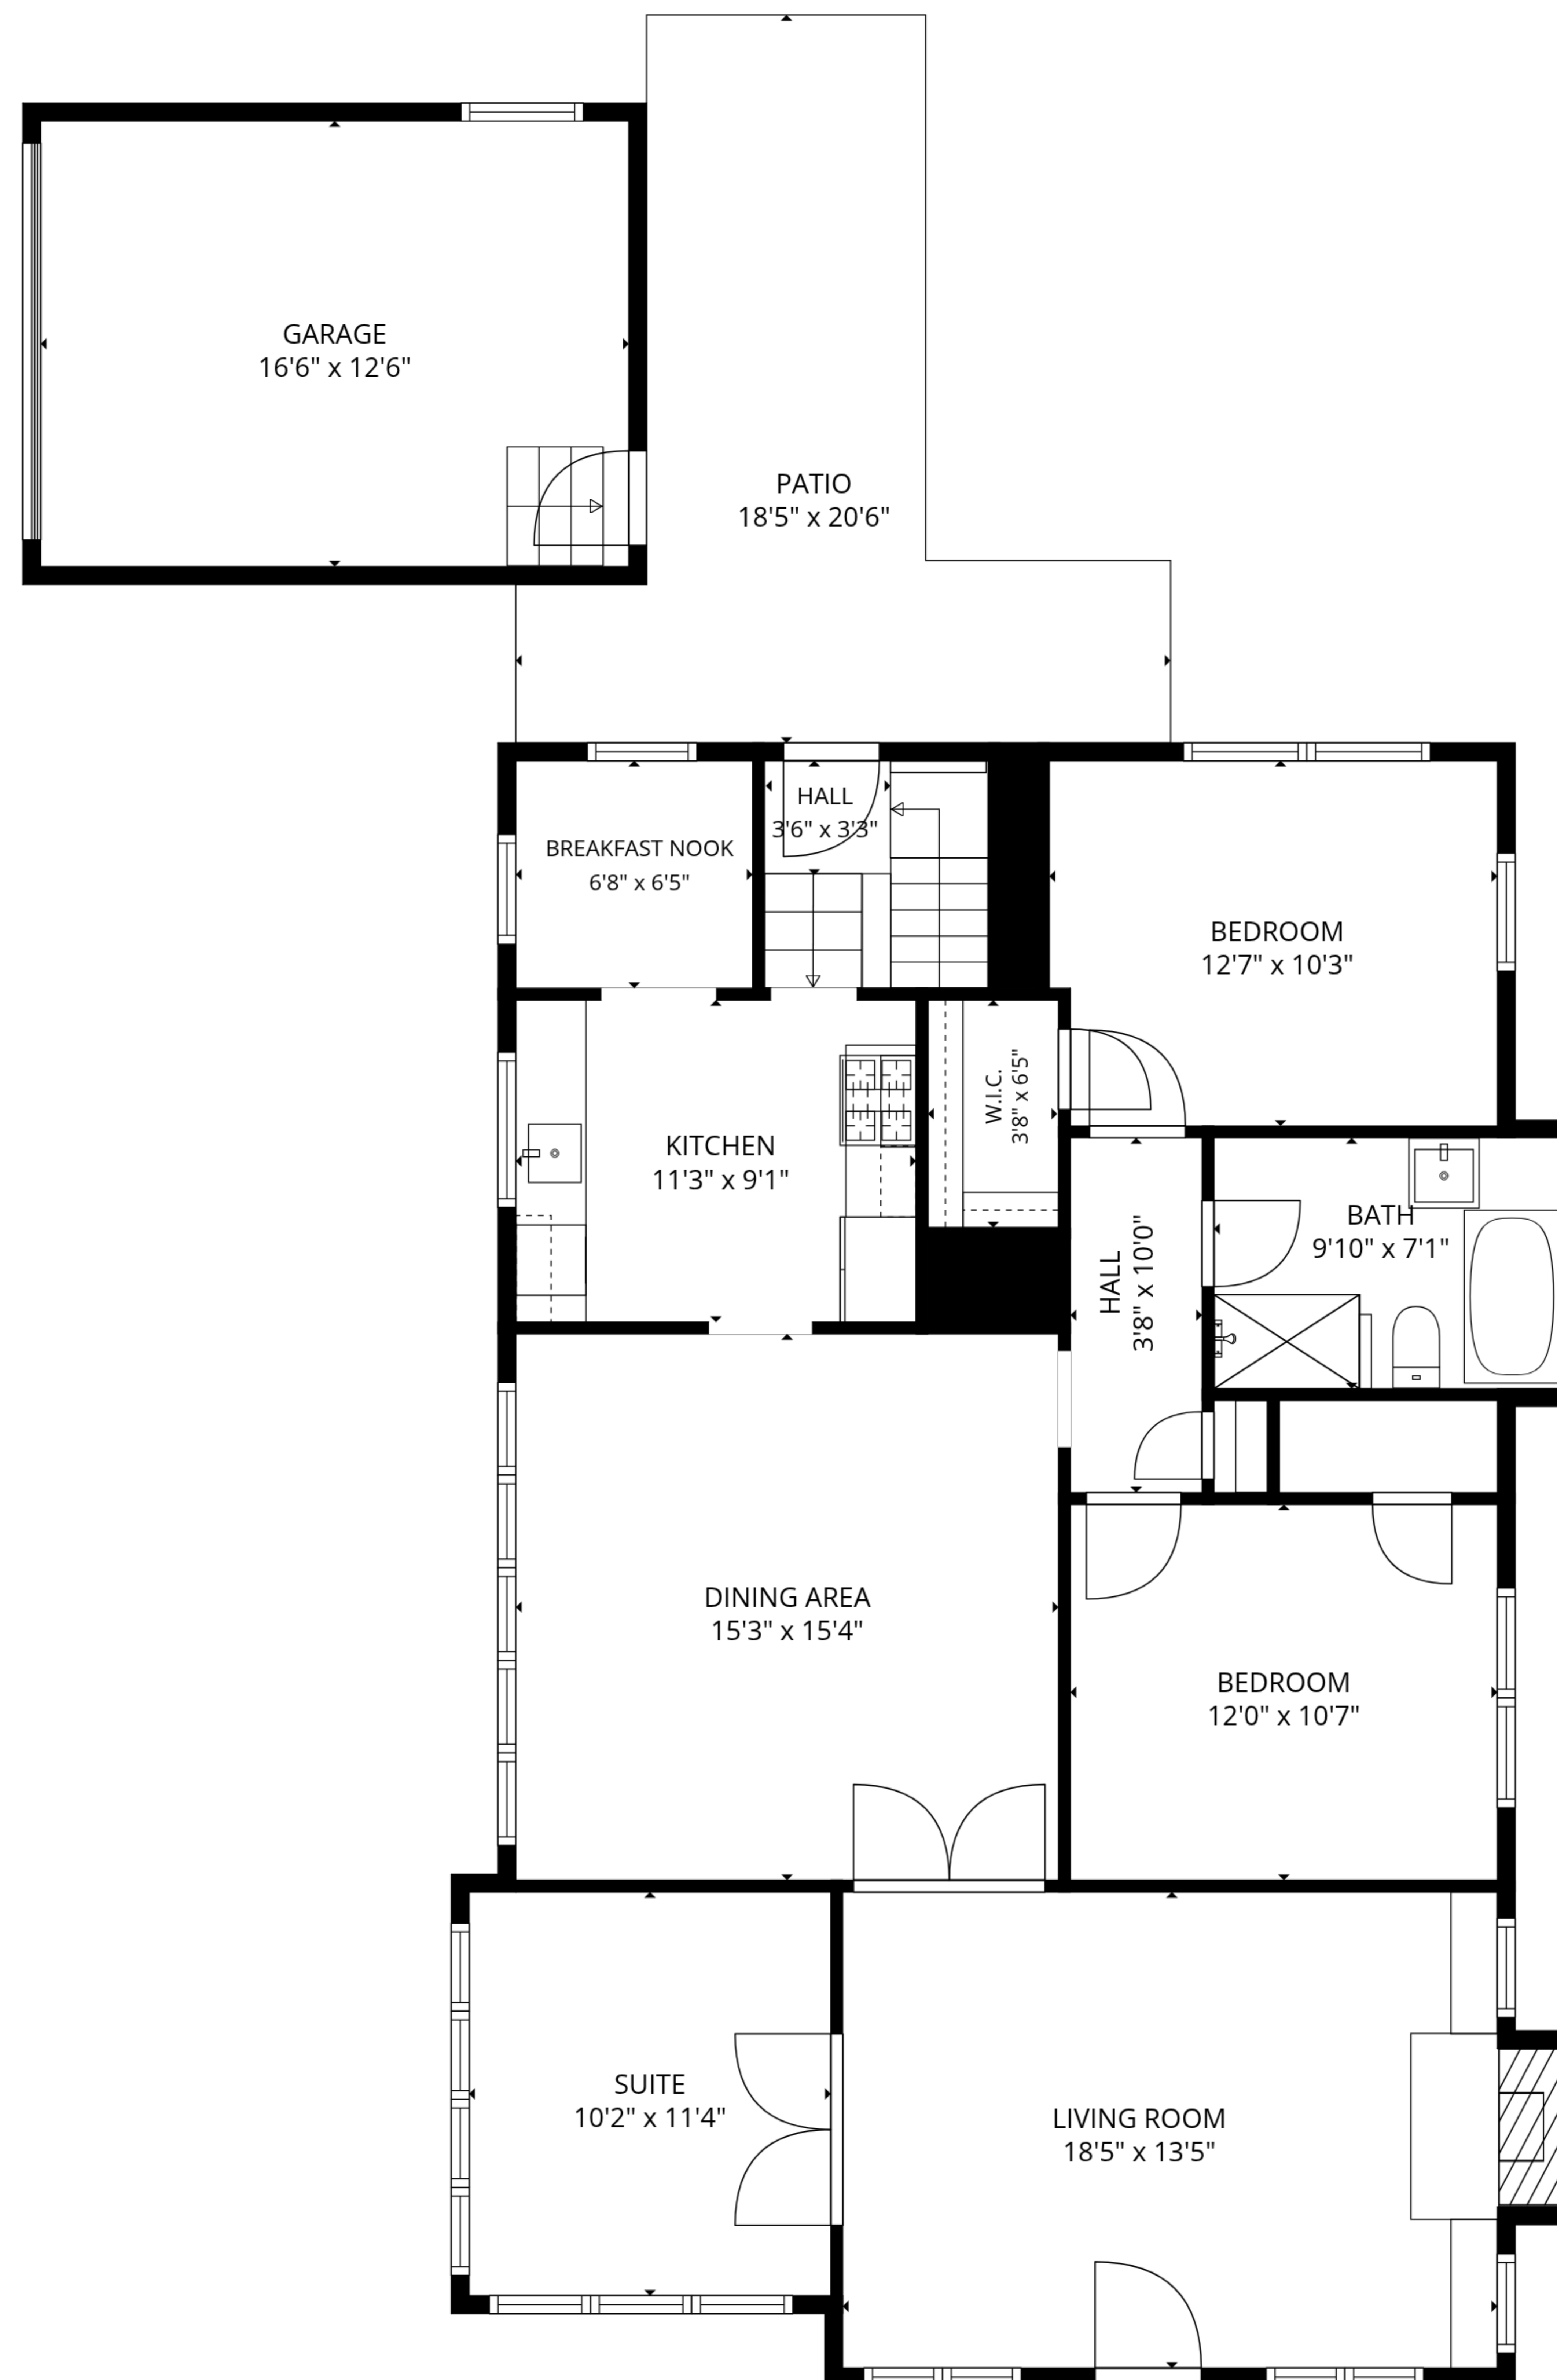 GARAGE
16'6" x 12'6"
PATIO
18'5" x 20'6"
HALL
3'6" x 3'3"
BREAKFAST NOOK
6'8" x 6'5"
BEDROOM
12'7" x 10'3"
W.I.C.
3'8" x 6'5"
KITCHEN
11'3" x 9'1"
BATH
9'10" x 7'1"
HALL
3'8" x 10'0"
DINING AREA
15'3" x 15'4"
BEDROOM
12'0" x 10'7"
SUITE
10'2" x 11'4"
LIVING ROOM
18'5" x 13'5"